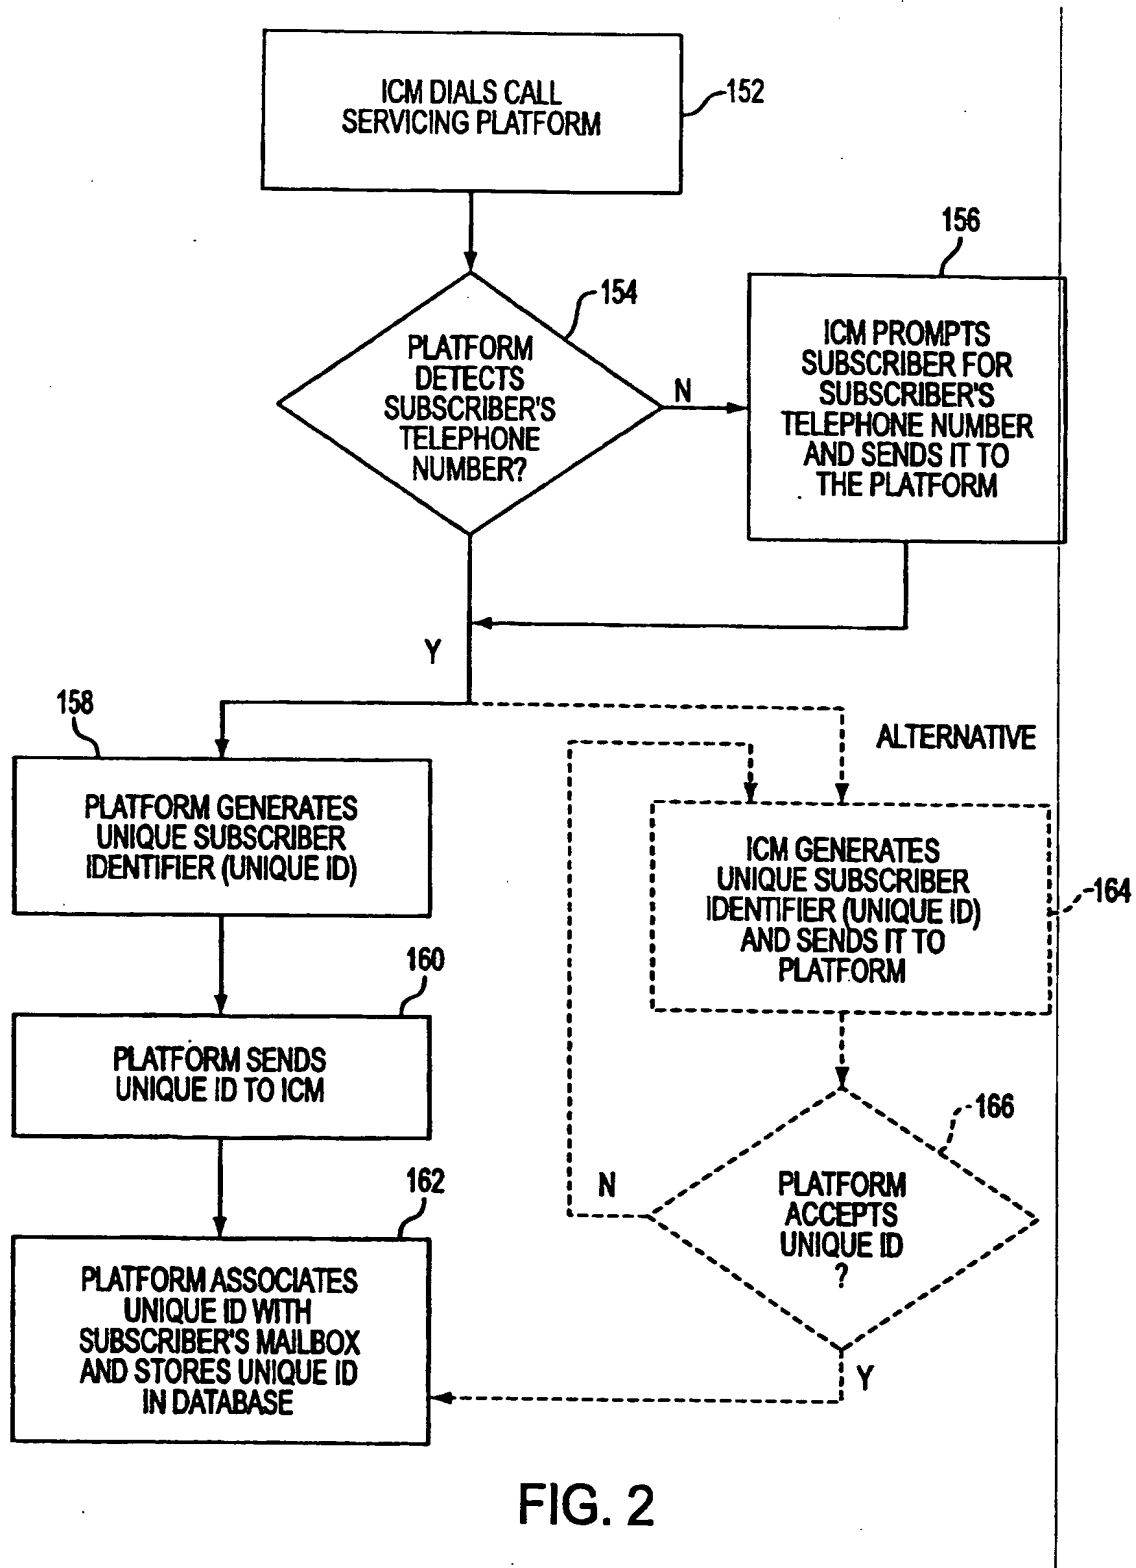 ICM DIALS CALL
SERVICING PLATFORM
152
156
154
PLATFORM
DETECTS
SUBSCRIBER'S
TELEPHONE
NUMBER?
N
ICM PROMPTS
SUBSCRIBER FOR
SUBSCRIBER'S
TELEPHONE NUMBER
AND SENDS IT TO
THE PLATFORM
Y
158
ALTERNATIVE
PLATFORM GENERATES
UNIQUE SUBSCRIBER
IDENTIFIER (UNIQUE ID)
ICM GENERATES
UNIQUE SUBSCRIBER
IDENTIFIER (UNIQUE ID)
AND SENDS IT TO
PLATFORM
164
160
PLATFORM SENDS
UNIQUE ID TO ICM
166
PLATFORM
ACCEPTS
UNIQUE ID
?
N
162
PLATFORM ASSOCIATES
UNIQUE ID WITH
SUBSCRIBER'S MAILBOX
AND STORES UNIQUE ID
IN DATABASE
Y
FIG. 2